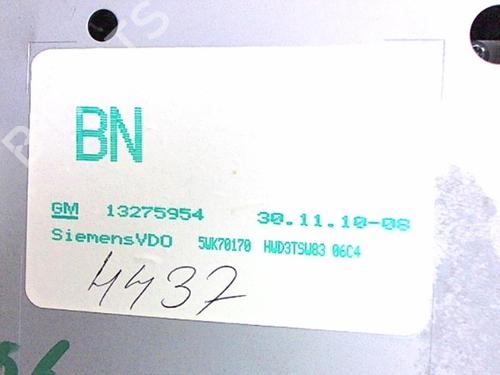 BN
GM 13275954 30.11.10-08
SiemensVDO 5WK70170 HWD3TSW83 06C4
4437